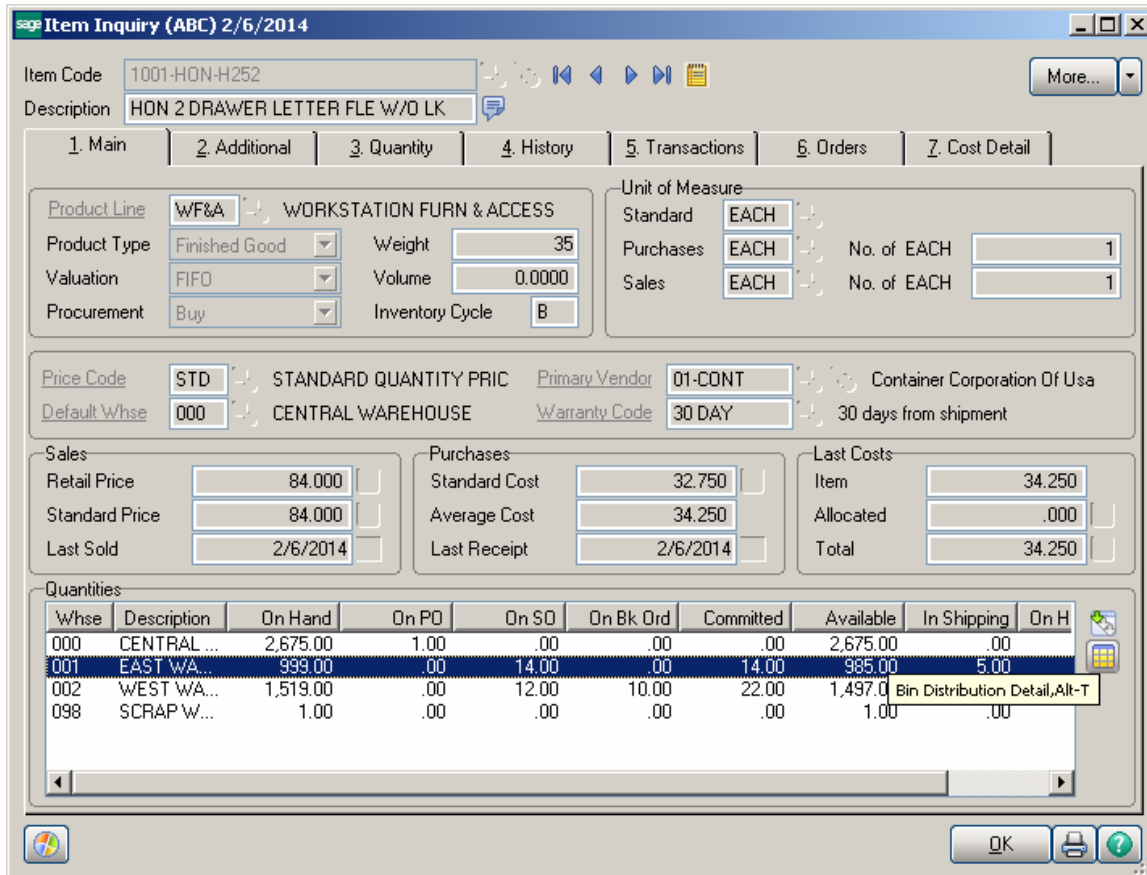 sage Item Inquiry (ABC) 2/6/2014
Item Code 1001-HON-H252 More...
Description HON 2 DRAWER LETTER FLE W/O LK
1. Main 2. Additional 3. Quantity 4. History 5. Transactions 6. Orders 7. Cost Detail
Product Line WF&A WORKSTATION FURN & ACCESS
Product Type Finished Good Weight 35
Valuation FIFO Volume 0.0000
Procurement Buy Inventory Cycle B
Unit of Measure
Standard EACH
Purchases EACH No. of EACH 1
Sales EACH No. of EACH 1
Price Code STD STANDARD QUANTITY PRIC Primary Vendor 01-CONT Container Corporation Of Usa
Default Whse 000 CENTRAL WAREHOUSE Warranty Code 30 DAY 30 days from shipment
Sales
Retail Price 84.000
Standard Price 84.000
Last Sold 2/6/2014
Purchases
Standard Cost 32.750
Average Cost 34.250
Last Receipt 2/6/2014
Last Costs
Item 34.250
Allocated .000
Total 34.250
Quantities
Whse Description On Hand On PO On SO On Bk Ord Committed Available In Shipping On H
000 CENTRAL ... 2,675.00 1.00 .00 .00 .00 2,675.00 .00
001 EAST WA... 999.00 .00 14.00 .00 14.00 985.00 5.00
002 WEST WA... 1,519.00 .00 12.00 10.00 22.00 1,497.0
Bin Distribution Detail,Alt-T
098 SCRAP W... 1.00 .00 .00 .00 .00 1.00 .00
OK